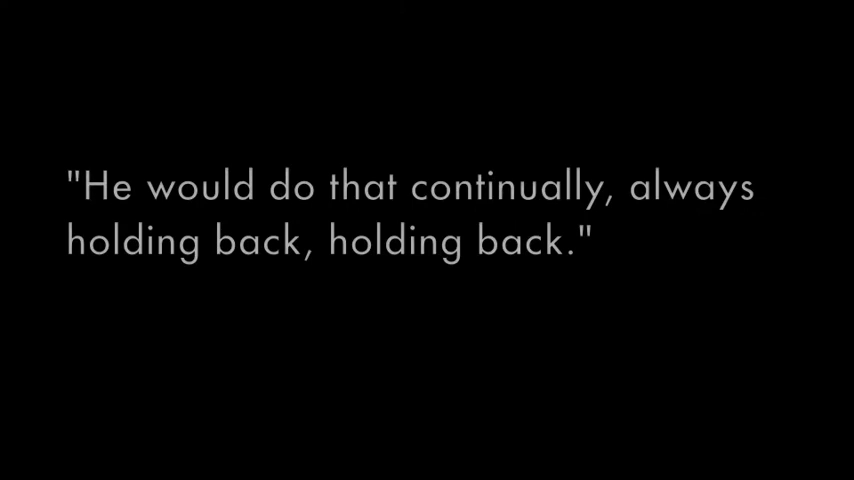 "He would do that continually, always
holding back, holding back."